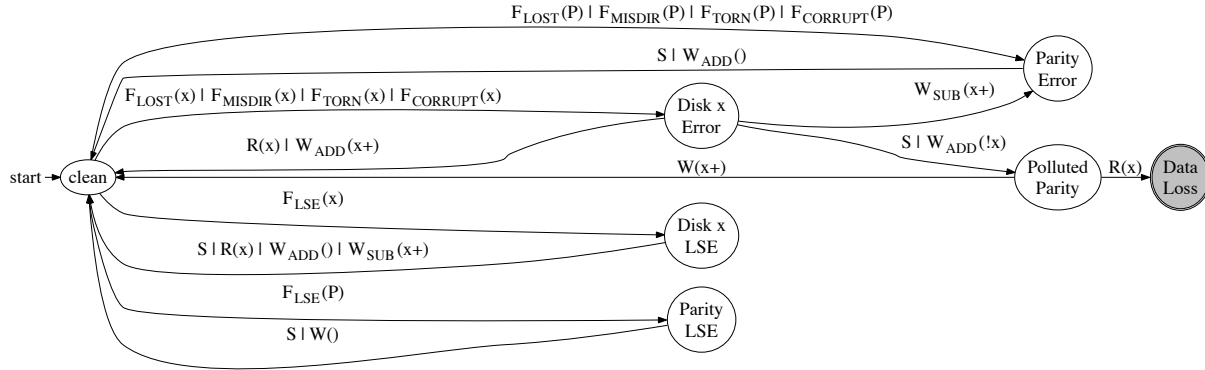 F_LOST(P) | F_MISDIR(P) | F_TORN(P) | F_CORRUPT(P)
S | W_ADD()
Parity
Error
F_LOST(x) | F_MISDIR(x) | F_TORN(x) | F_CORRUPT(x)
W_SUB(x+)
Disk x
Error
R(x) | W_ADD(x+)
S | W_ADD(!x)
start
clean
W(x+)
Polluted
Parity
R(x)
Data
Loss
F_LSE(x)
Disk x
LSE
S | R(x) | W_ADD() | W_SUB(x+)
F_LSE(P)
Parity
LSE
S | W()